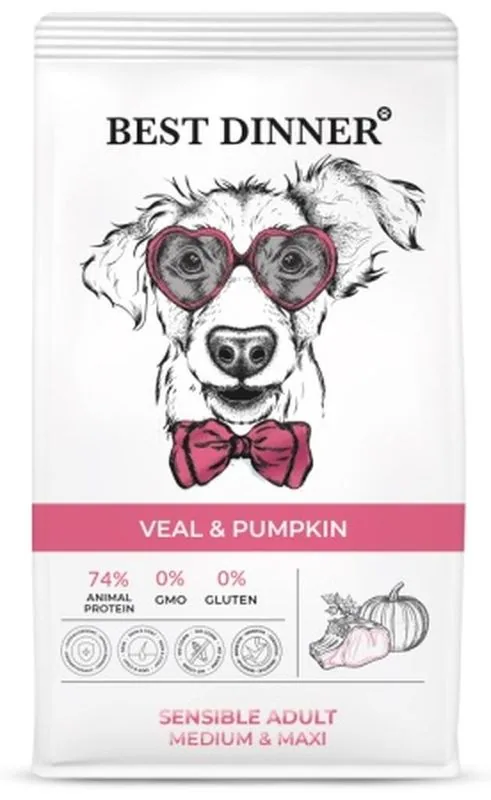 BEST DINNER
VEAL & PUMPKIN
74% 0% 0%
ANIMAL PROTEIN GMO GLUTEN
SENSIBLE ADULT
MEDIUM & MAXI